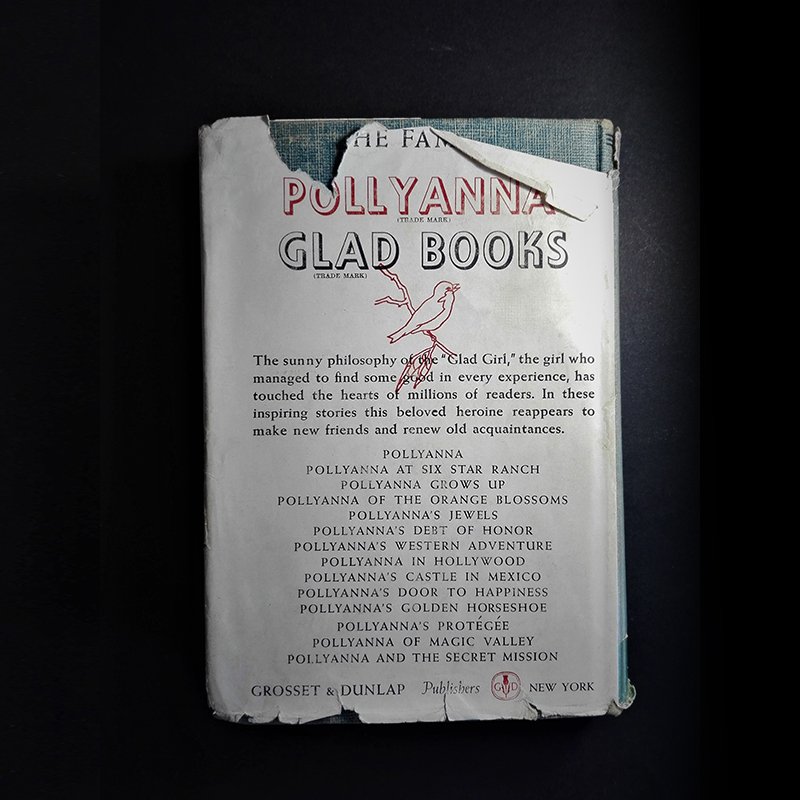 HE FAM
POLLYANNA
(TRADE MARK)
GLAD BOOKS
(TRADE MARK)
The sunny philosophy of the "Glad Girl," the girl who
managed to find some good in every experience, has
touched the hearts of millions of readers. In these
inspiring stories this beloved heroine reappears to
make new friends and renew old acquaintances.
POLLYANNA
POLLYANNA AT SIX STAR RANCH
POLLYANNA GROWS UP
POLLYANNA OF THE ORANGE BLOSSOMS
POLLYANNA'S JEWELS
POLLYANNA'S DEBT OF HONOR
POLLYANNA'S WESTERN ADVENTURE
POLLYANNA IN HOLLYWOOD
POLLYANNA'S CASTLE IN MEXICO
POLLYANNA'S DOOR TO HAPPINESS
POLLYANNA'S GOLDEN HORSESHOE
POLLYANNA'S PROTÉGÉE
POLLYANNA OF MAGIC VALLEY
POLLYANNA AND THE SECRET MISSION
GROSSET & DUNLAP Publishers G D NEW YORK